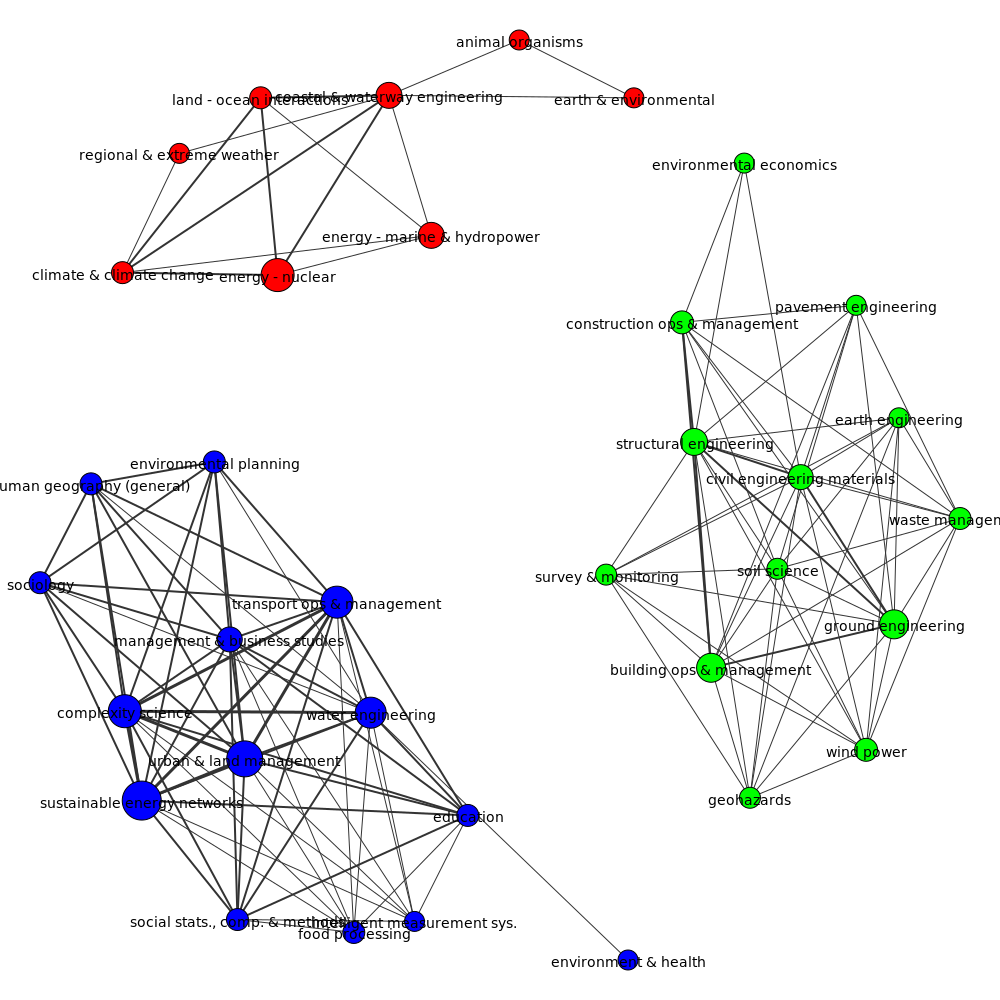 animal organisms
land - ocean interactions
coastal & waterway engineering
earth & environmental
regional & extreme weather
environmental economics
energy - marine & hydropower
climate & climate change
energy - nuclear
pavement engineering
construction ops & management
earth engineering
structural engineering
civil engineering materials
environmental planning
uman geography (general)
waste managen
soil science
survey & monitoring
sociology
transport ops & management
ground engineering
management & business studies
building ops & management
complexity science
water engineering
wind power
urban & land management
sustainable energy networks
geohazards
education
social stats., comp. & methods
intelligent measurement sys.
food processing
environment & health